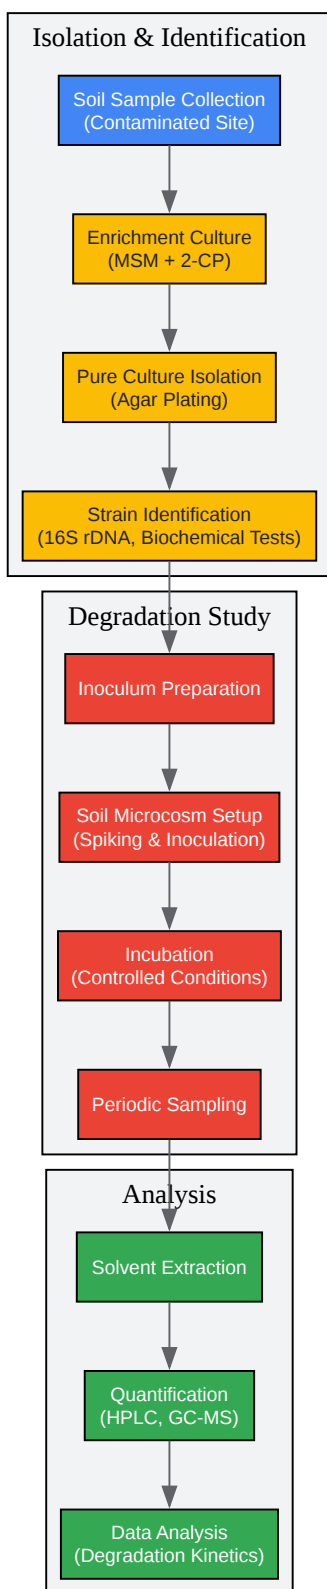 Isolation & Identification
Soil Sample Collection
(Contaminated Site)
Enrichment Culture
(MSM + 2-CP)
Pure Culture Isolation
(Agar Plating)
Strain Identification
(16S rDNA, Biochemical Tests)
Degradation Study
Inoculum Preparation
Soil Microcosm Setup
(Spiking & Inoculation)
Incubation
(Controlled Conditions)
Periodic Sampling
Analysis
Solvent Extraction
Quantification
(HPLC, GC-MS)
Data Analysis
(Degradation Kinetics)